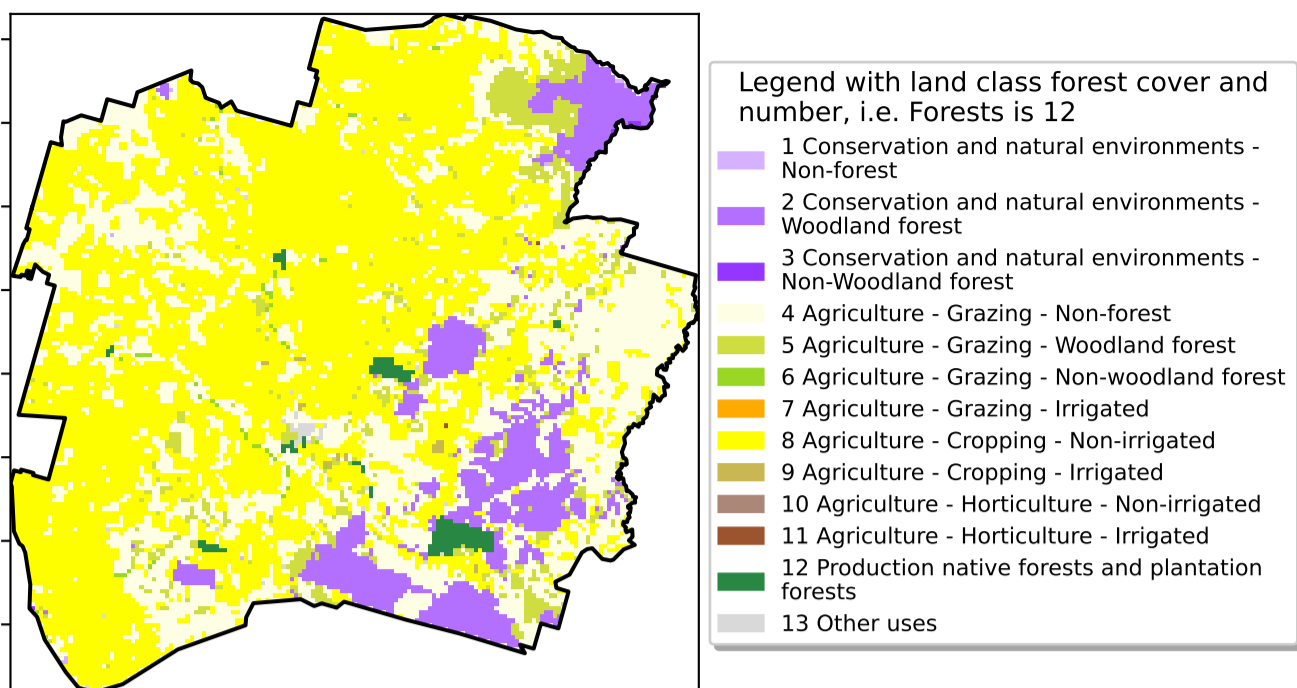 Legend with land class forest cover and
number, i.e. Forests is 12
1 Conservation and natural environments -
Non-forest
2 Conservation and natural environments -
Woodland forest
3 Conservation and natural environments -
Non-Woodland forest
4 Agriculture - Grazing - Non-forest
5 Agriculture - Grazing - Woodland forest
6 Agriculture - Grazing - Non-woodland forest
7 Agriculture - Grazing - Irrigated
8 Agriculture - Cropping - Non-irrigated
9 Agriculture - Cropping - Irrigated
10 Agriculture - Horticulture - Non-irrigated
11 Agriculture - Horticulture - Irrigated
12 Production native forests and plantation
forests
13 Other uses